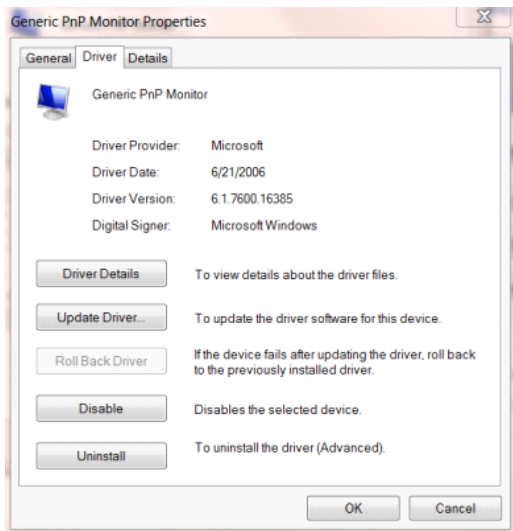 Generic PnP Monitor Properties
General Driver Details
Generic PnP Monitor
Driver Provider: Microsoft
Driver Date: 6/21/2006
Driver Version: 6.1.7600.16385
Digital Signer: Microsoft Windows
Driver Details To view details about the driver files.
Update Driver... To update the driver software for this device.
Roll Back Driver If the device fails after updating the driver, roll back
to the previously installed driver.
Disable Disables the selected device.
Uninstall To uninstall the driver (Advanced).
OK Cancel